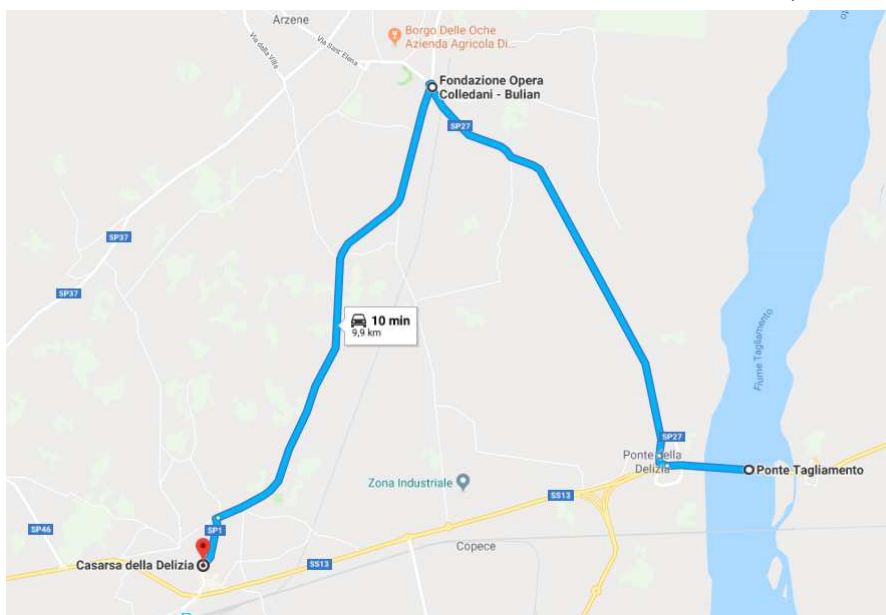 Arzene
Borgo Delle Oche
Azienda Agricola Di...
Via della Villa
Via Sant' Elena
Fondazione Opera
Colledani - Bulian
SP27
SP37
SP37
10 min
9,9 km
Fiume Tagliamento
SP27
Ponte della
Delizia
Ponte Tagliamento
Zona Industriale
SS13
SP1
SP46
Copece
SS13
Casarsa della Delizia